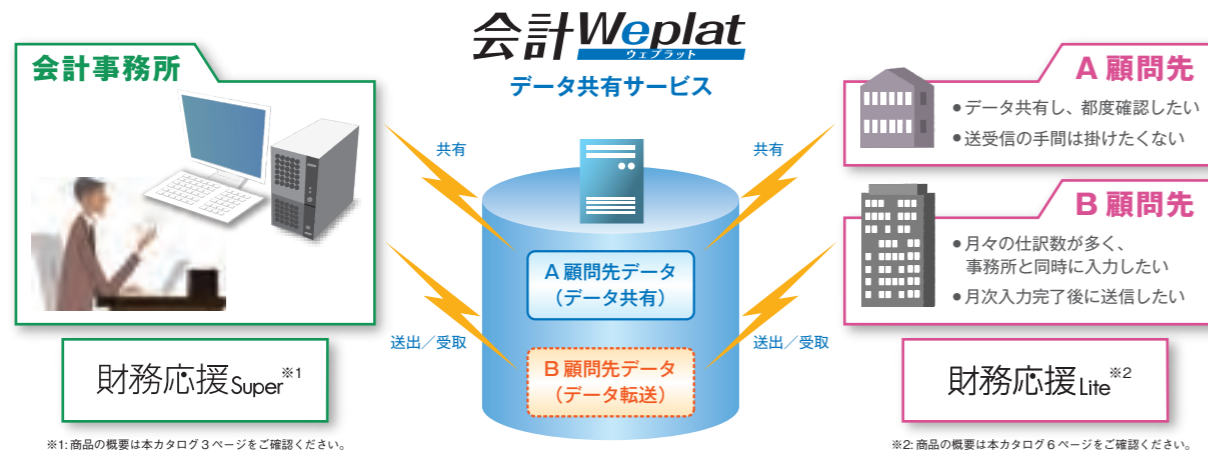 会計Weplat
ウェプラット
データ共有サービス
会計事務所
共有
送出／受取
財務応援Super※1
※1:商品の概要は本カタログ3ページをご確認ください。
A 顧問先データ
（データ共有）
B 顧問先データ
（データ転送）
共有
送出／受取
A 顧問先
●データ共有し、都度確認したい
●送受信の手間は掛けたくない
B 顧問先
●月々の仕訳数が多く、
事務所と同時に入力したい
●月次入力完了後に送信したい
財務応援Lite※2
※2:商品の概要は本カタログ6ページをご確認ください。